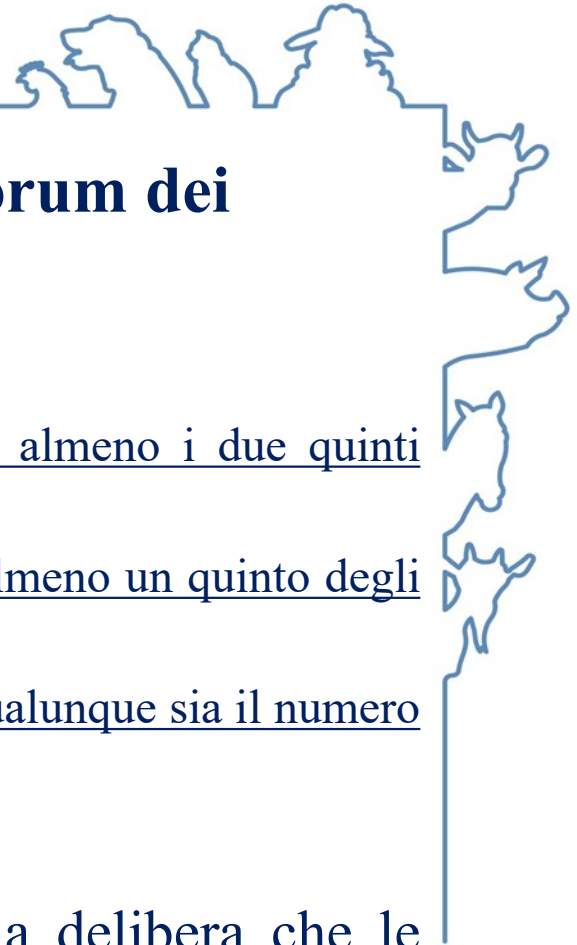 orum dei
almeno i due quinti
lmeno un quinto degli
ualunque sia il numero
a delibera che le